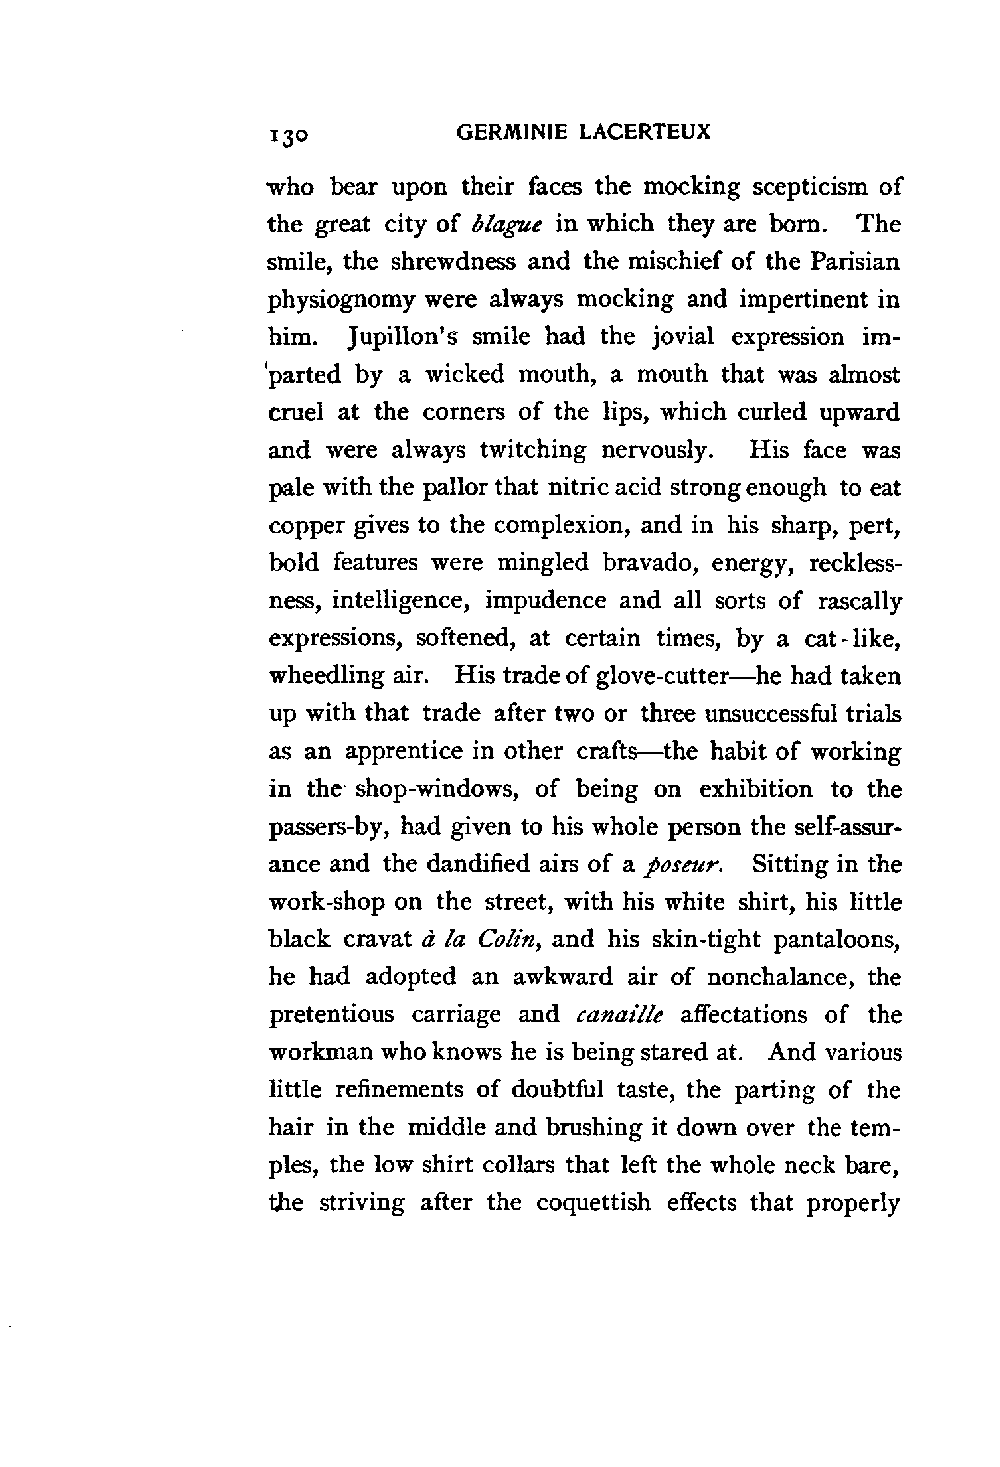 130 GERMINIE LACERTEUX
who bear upon their faces the mocking scepticism of
the great city of blague in which they are born. The
smile, the shrewdness and the mischief of the Parisian
physiognomy were always mocking and impertinent in
him. Jupillon's smile had the jovial expression im-
parted by a wicked mouth, a mouth that was almost
cruel at the corners of the lips, which curled upward
and were always twitching nervously. His face was
pale with the pallor that nitric acid strong enough to eat
copper gives to the complexion, and in his sharp, pert,
bold features were mingled bravado, energy, reckless-
ness, intelligence, impudence and all sorts of rascally
expressions, softened, at certain times, by a cat-like,
wheedling air. His trade of glove-cutter—he had taken
up with that trade after two or three unsuccessful trials
as an apprentice in other crafts—the habit of working
in the shop-windows, of being on exhibition to the
passers-by, had given to his whole person the self-assur-
ance and the dandified airs of a poseur. Sitting in the
work-shop on the street, with his white shirt, his little
black cravat à la Colin, and his skin-tight pantaloons,
he had adopted an awkward air of nonchalance, the
pretentious carriage and canaille affectations of the
workman who knows he is being stared at. And various
little refinements of doubtful taste, the parting of the
hair in the middle and brushing it down over the tem-
ples, the low shirt collars that left the whole neck bare,
the striving after the coquettish effects that properly